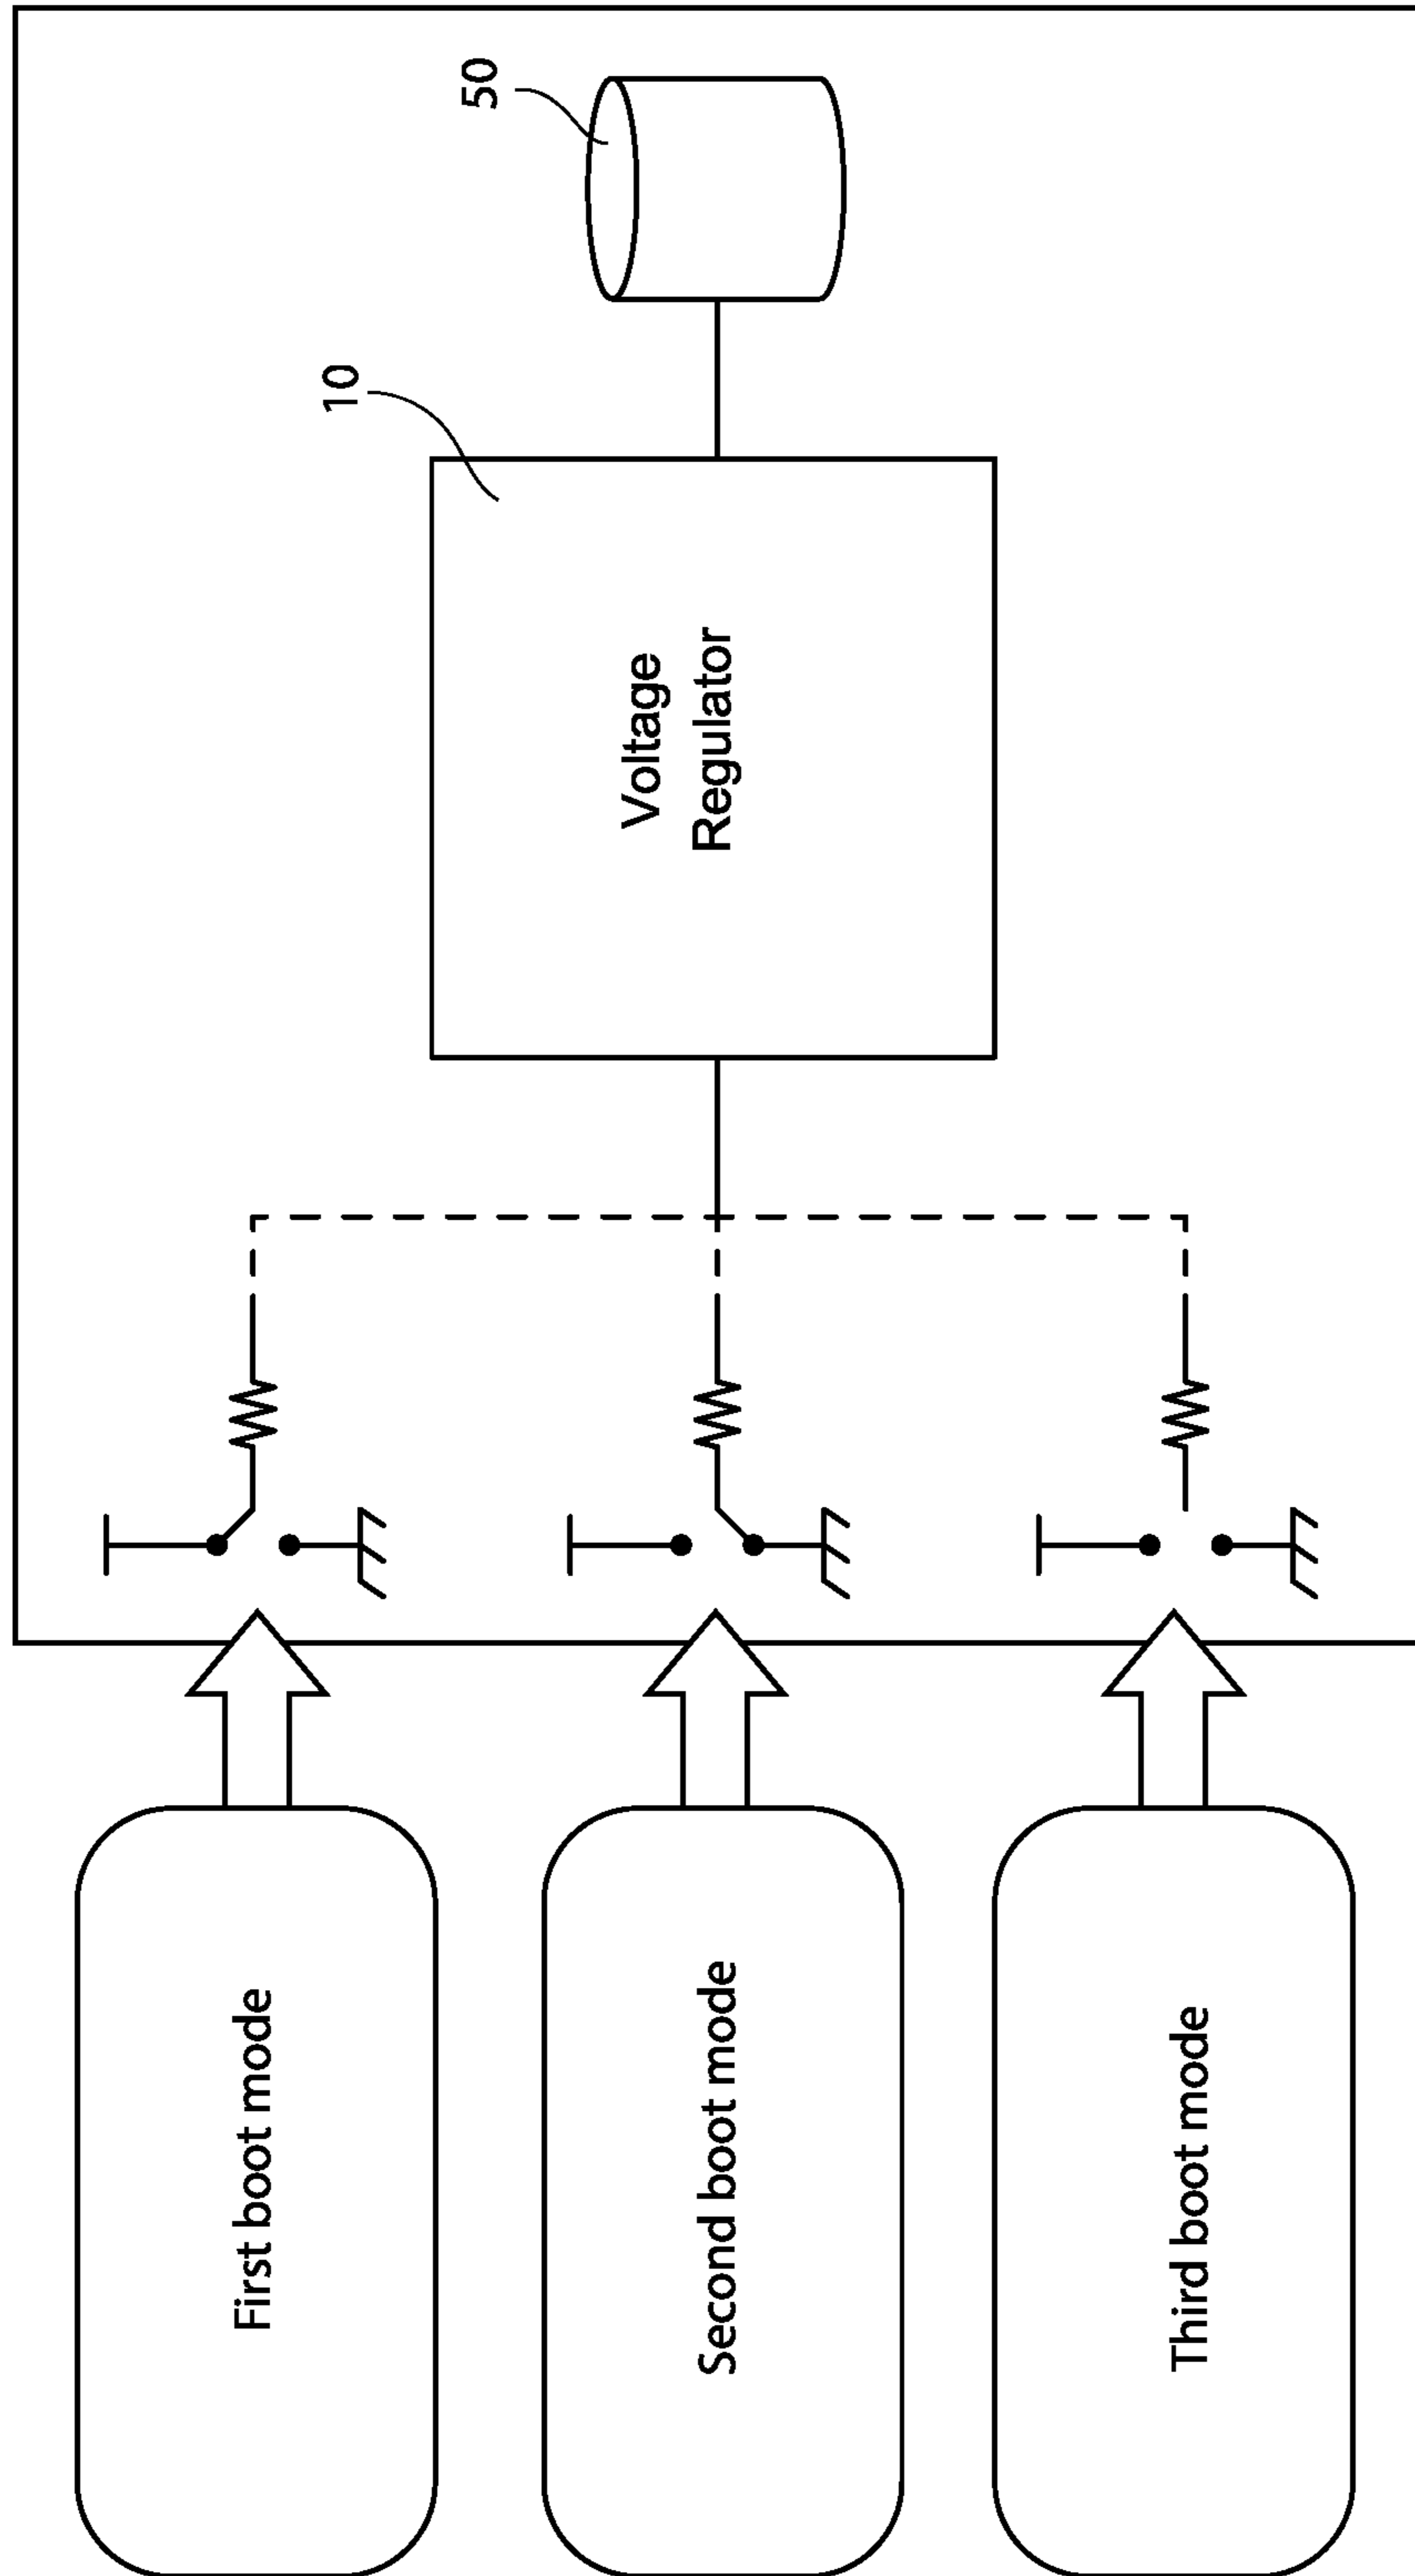 First boot mode
Second boot mode
Third boot mode
Voltage
Regulator
10
50